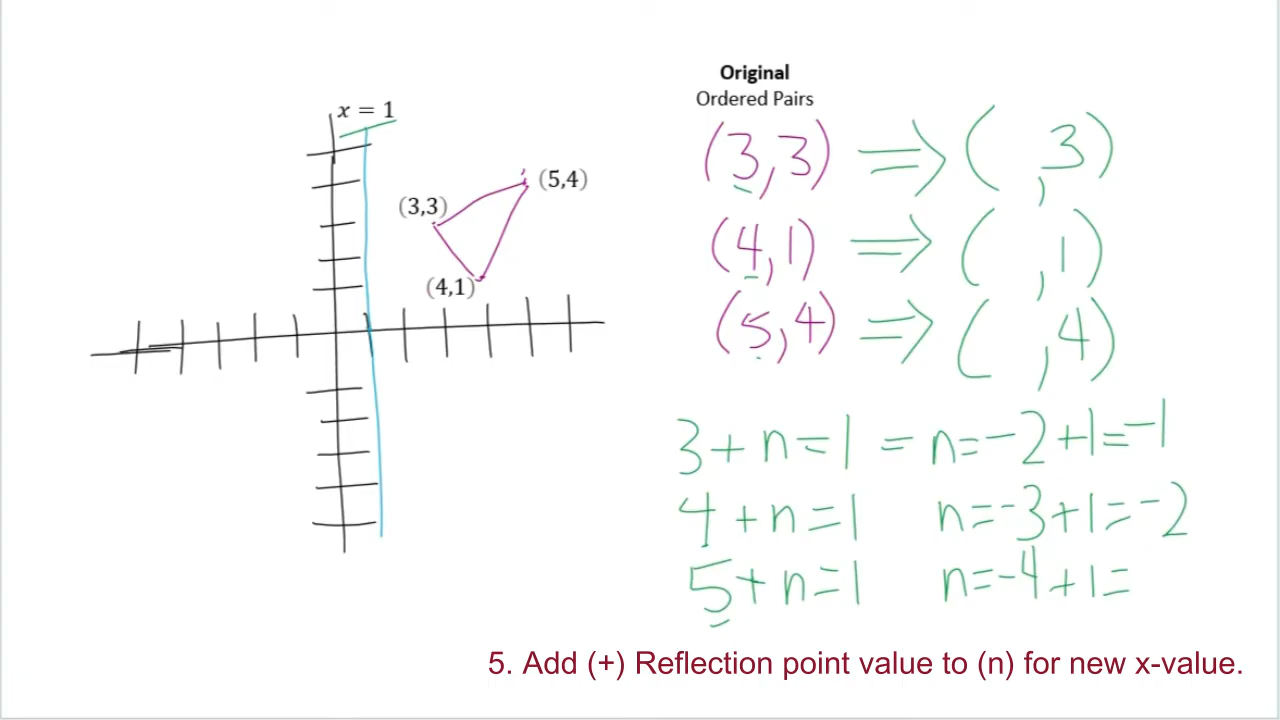 x = 1
(5,4)
(3,3)
(4,1)
Original
Ordered Pairs
(3,3) ⇒ ( ,3)
(4,1) ⇒ ( ,1)
(5,4) ⇒ ( ,4)
3+n=1 = n=-2+1=-1
4+n=1 n=-3+1=-2
5+n=1 n=-4+1=
5. Add (+) Reflection point value to (n) for new x-value.